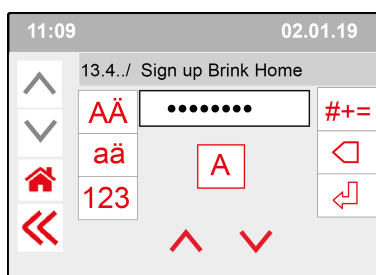 11:09 02.01.19
13.4../ Sign up Brink Home
AÄ •••••••• #+=
aä A
123